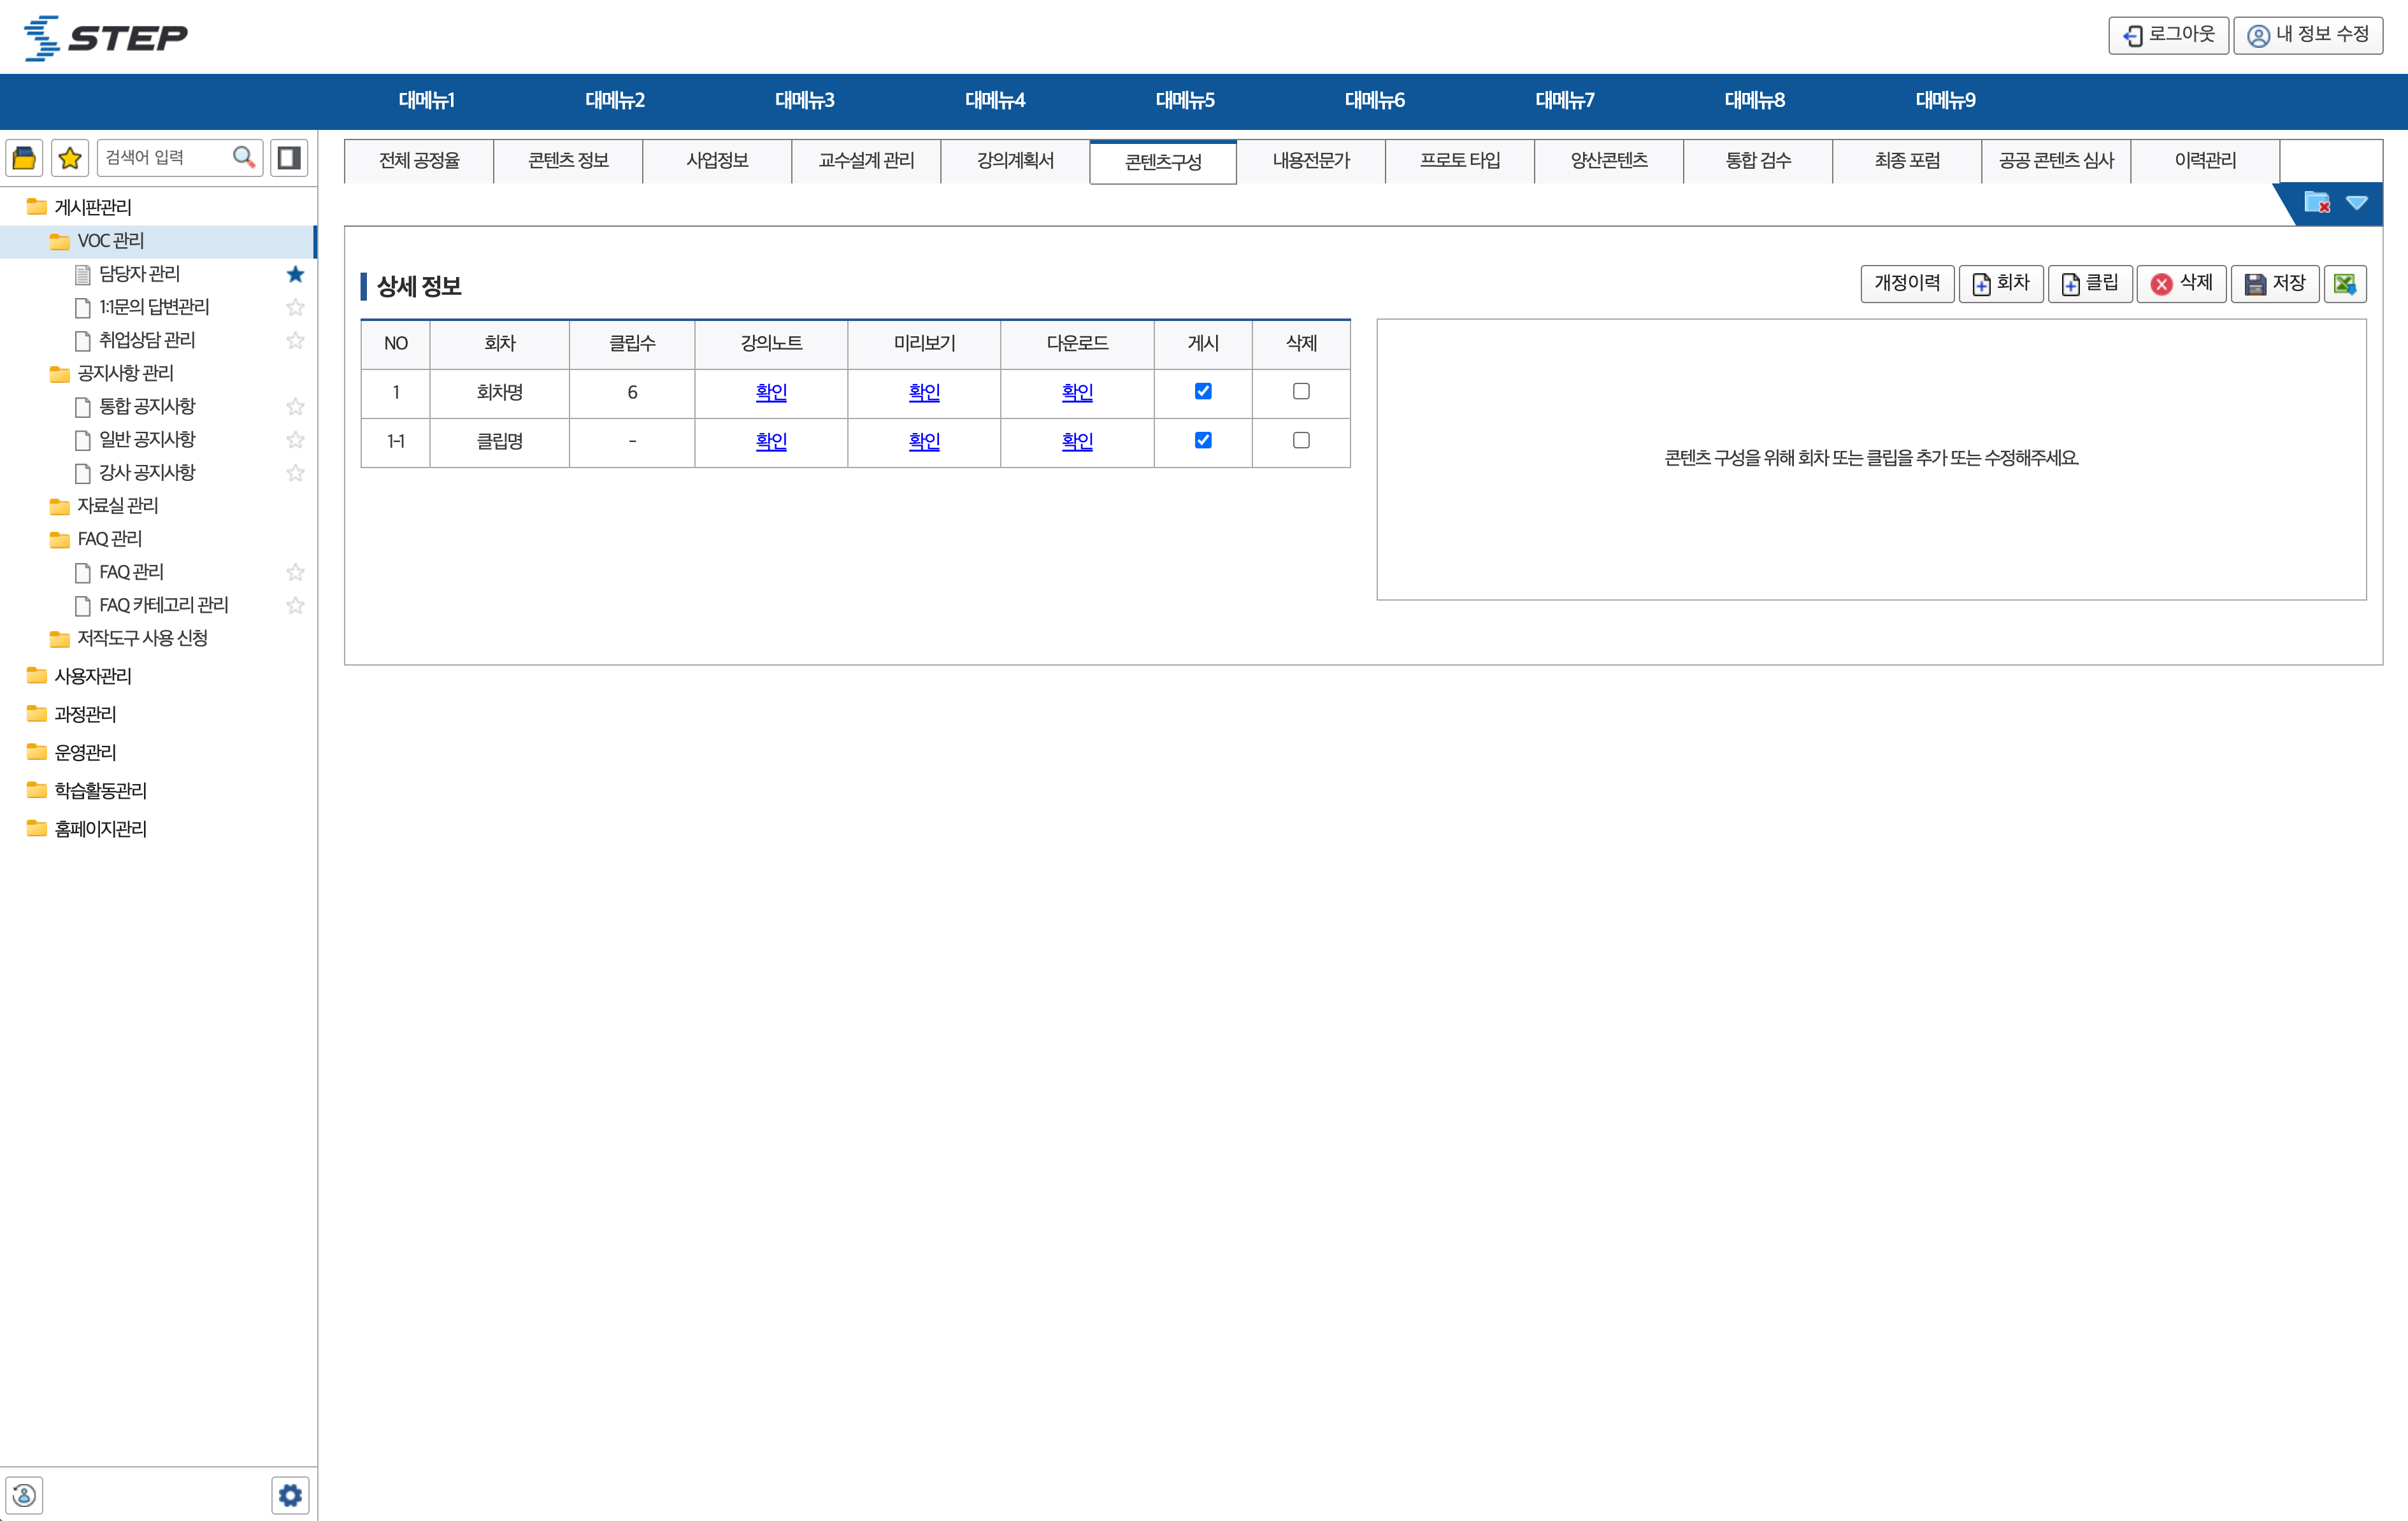 STEP
로그아웃 내 정보 수정
대메뉴1 대메뉴2 대메뉴3 대메뉴4 대메뉴5 대메뉴6 대메뉴7 대메뉴8 대메뉴9
검색어 입력
게시판관리
VOC 관리
담당자 관리
1:1문의 답변관리
취업상담 관리
공지사항 관리
통합 공지사항
일반 공지사항
강사 공지사항
자료실 관리
FAQ 관리
FAQ 관리
FAQ 카테고리 관리
저작도구 사용 신청
사용자관리
과정관리
운영관리
학습활동관리
홈페이지관리
전체 공정율 콘텐츠 정보 사업정보 교수설계 관리 강의계획서 콘텐츠구성 내용전문가 프로토 타입 양산콘텐츠 통합 검수 최종 포럼 공공 콘텐츠 심사 이력관리
상세 정보
개정이력 회차 클립 삭제 저장
NO 회차 클립수 강의노트 미리보기 다운로드 게시 삭제
1 회차명 6 확인 확인 확인
1-1 클립명 - 확인 확인 확인
콘텐츠 구성을 위해 회차 또는 클립을 추가 또는 수정해주세요.